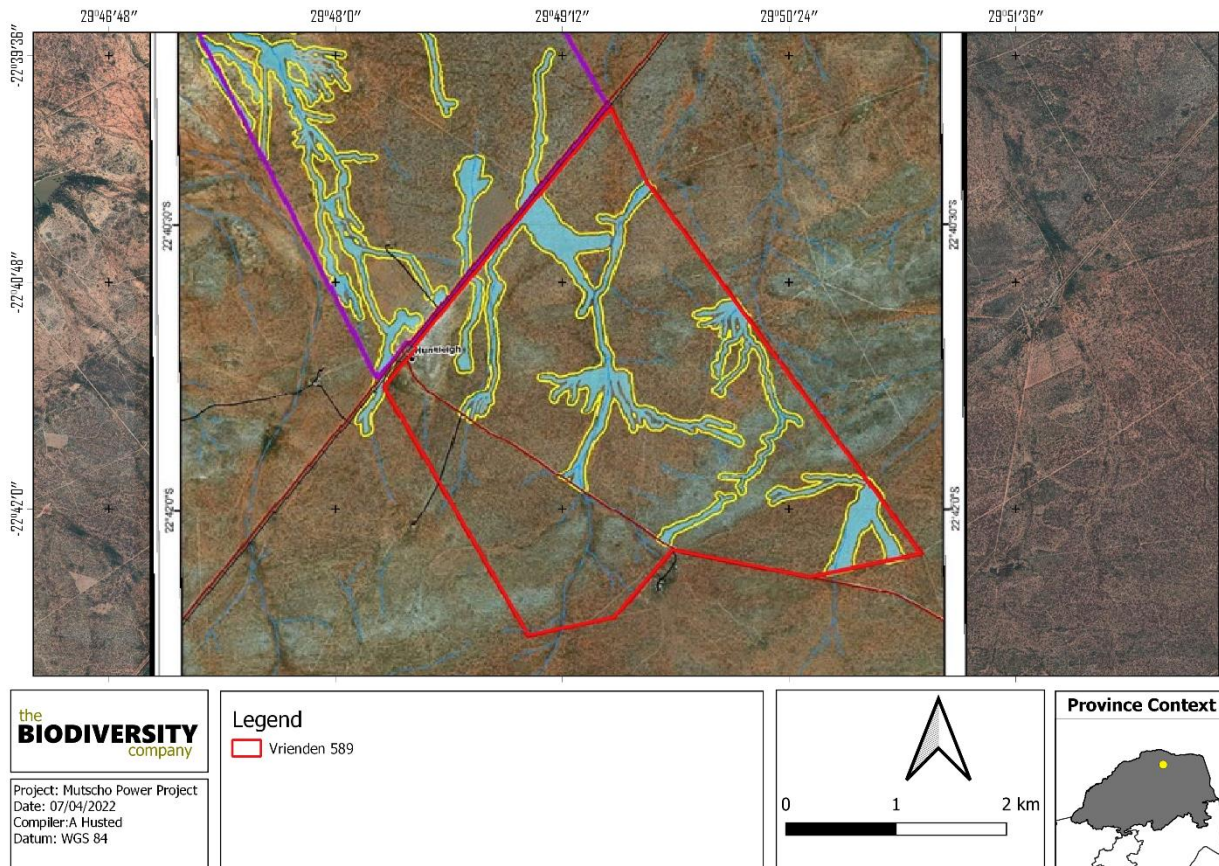 29°46'48" 29°48'0" 29°49'12" 29°50'24" 29°51'36"
-22°39'36"
22°40'30"S
22°40'30"S
-22°40'48"
Huntleigh
-22°42'0"
22°42'0"S
22°42'0"S
the
BIODIVERSITY
company
Project: Mutscho Power Project
Date: 07/04/2022
Compiler:A Husted
Datum: WGS 84
Legend
Vrienden 589
0 1 2 km
Province Context